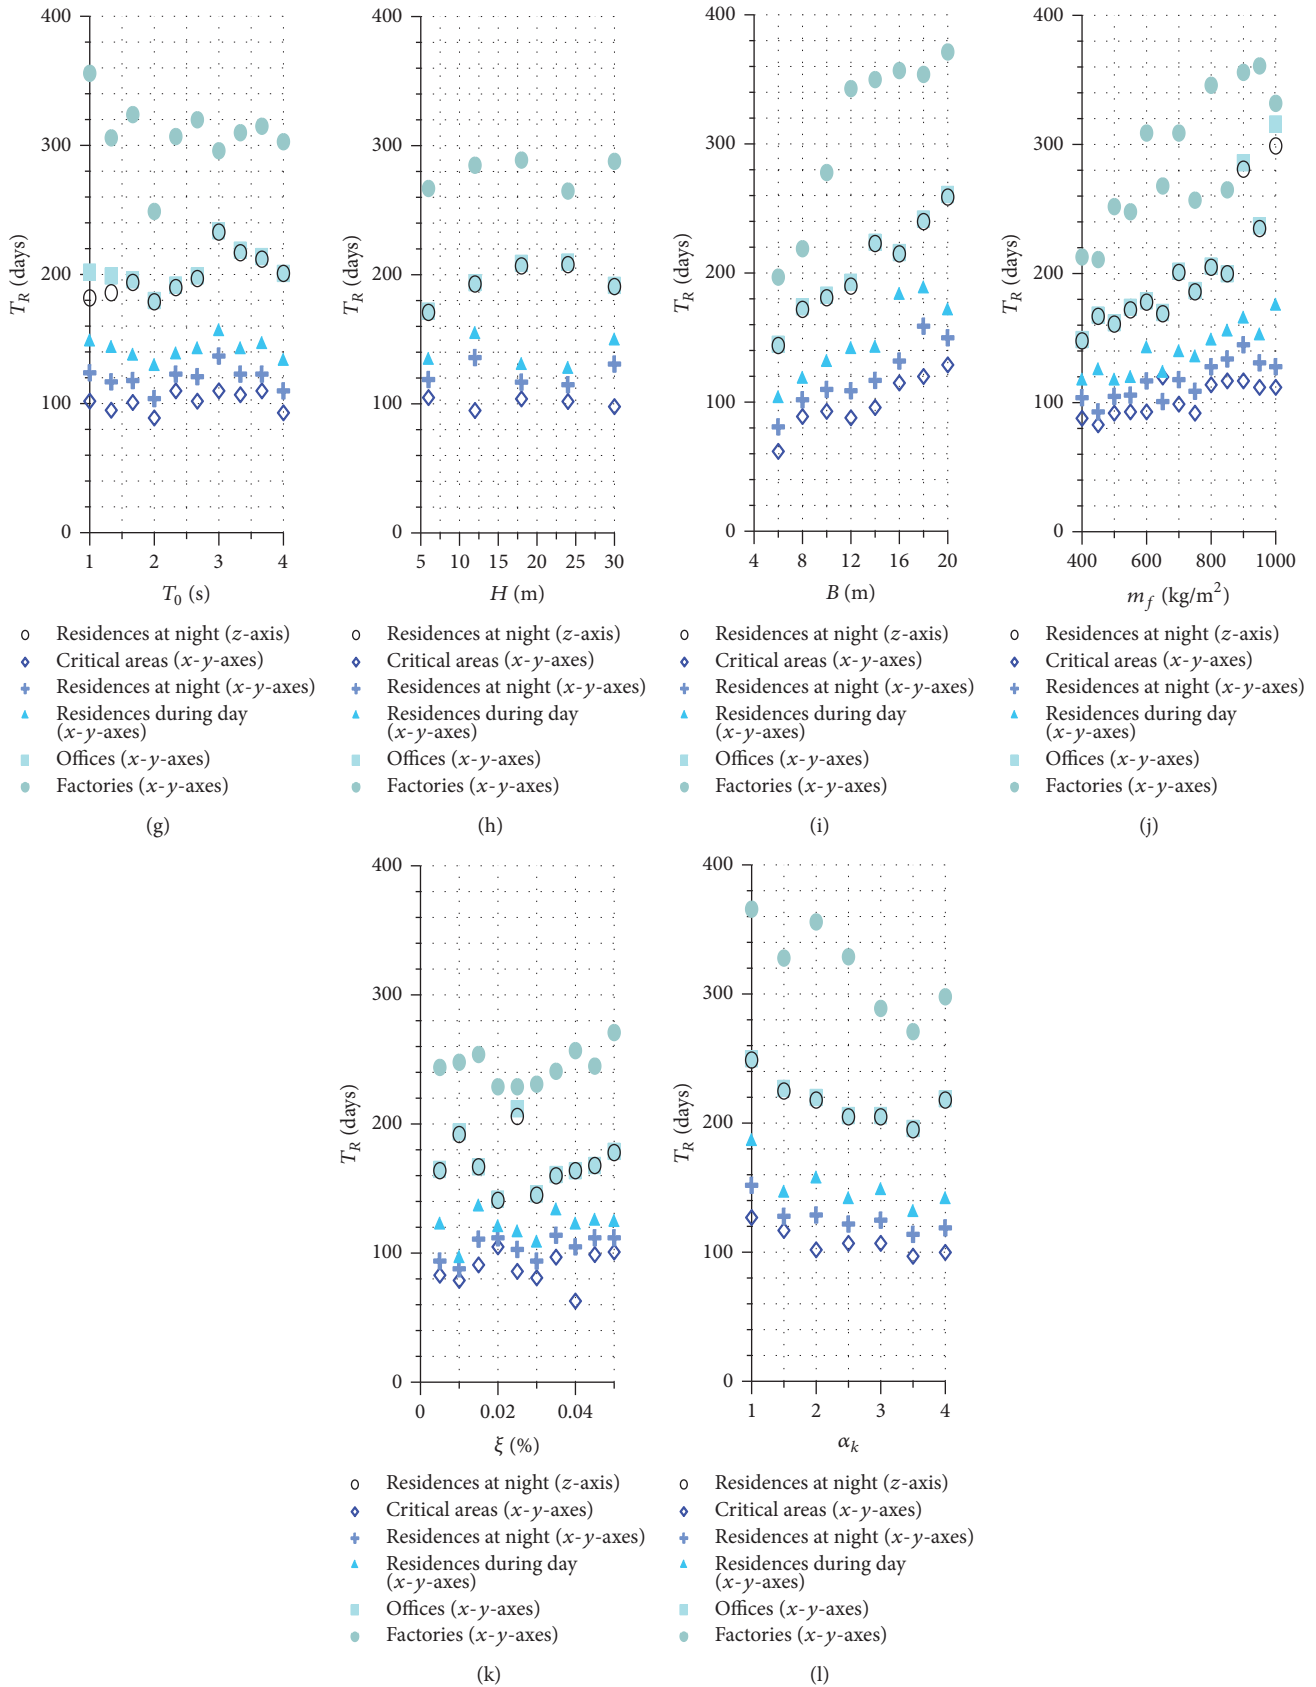 400
300
200
100
0
T_R (days)
1 2 3 4
T_0 (s)
Residences at night (z-axis)
Critical areas (x-y-axes)
Residences at night (x-y-axes)
Residences during day
(x-y-axes)
Offices (x-y-axes)
Factories (x-y-axes)
(g)
400
300
200
100
0
T_R (days)
5 10 15 20 25 30
H (m)
Residences at night (z-axis)
Critical areas (x-y-axes)
Residences at night (x-y-axes)
Residences during day
(x-y-axes)
Offices (x-y-axes)
Factories (x-y-axes)
(h)
400
300
200
100
0
T_R (days)
4 8 12 16 20
B (m)
Residences at night (z-axis)
Critical areas (x-y-axes)
Residences at night (x-y-axes)
Residences during day
(x-y-axes)
Offices (x-y-axes)
Factories (x-y-axes)
(i)
400
300
200
100
0
T_R (days)
400 600 800 1000
m_f (kg/m²)
Residences at night (z-axis)
Critical areas (x-y-axes)
Residences at night (x-y-axes)
Residences during day
(x-y-axes)
Offices (x-y-axes)
Factories (x-y-axes)
(j)
400
300
200
100
0
T_R (days)
0 0.02 0.04
ξ (%)
Residences at night (z-axis)
Critical areas (x-y-axes)
Residences at night (x-y-axes)
Residences during day
(x-y-axes)
Offices (x-y-axes)
Factories (x-y-axes)
(k)
400
300
200
100
0
T_R (days)
1 2 3 4
α_k
Residences at night (z-axis)
Critical areas (x-y-axes)
Residences at night (x-y-axes)
Residences during day
(x-y-axes)
Offices (x-y-axes)
Factories (x-y-axes)
(l)